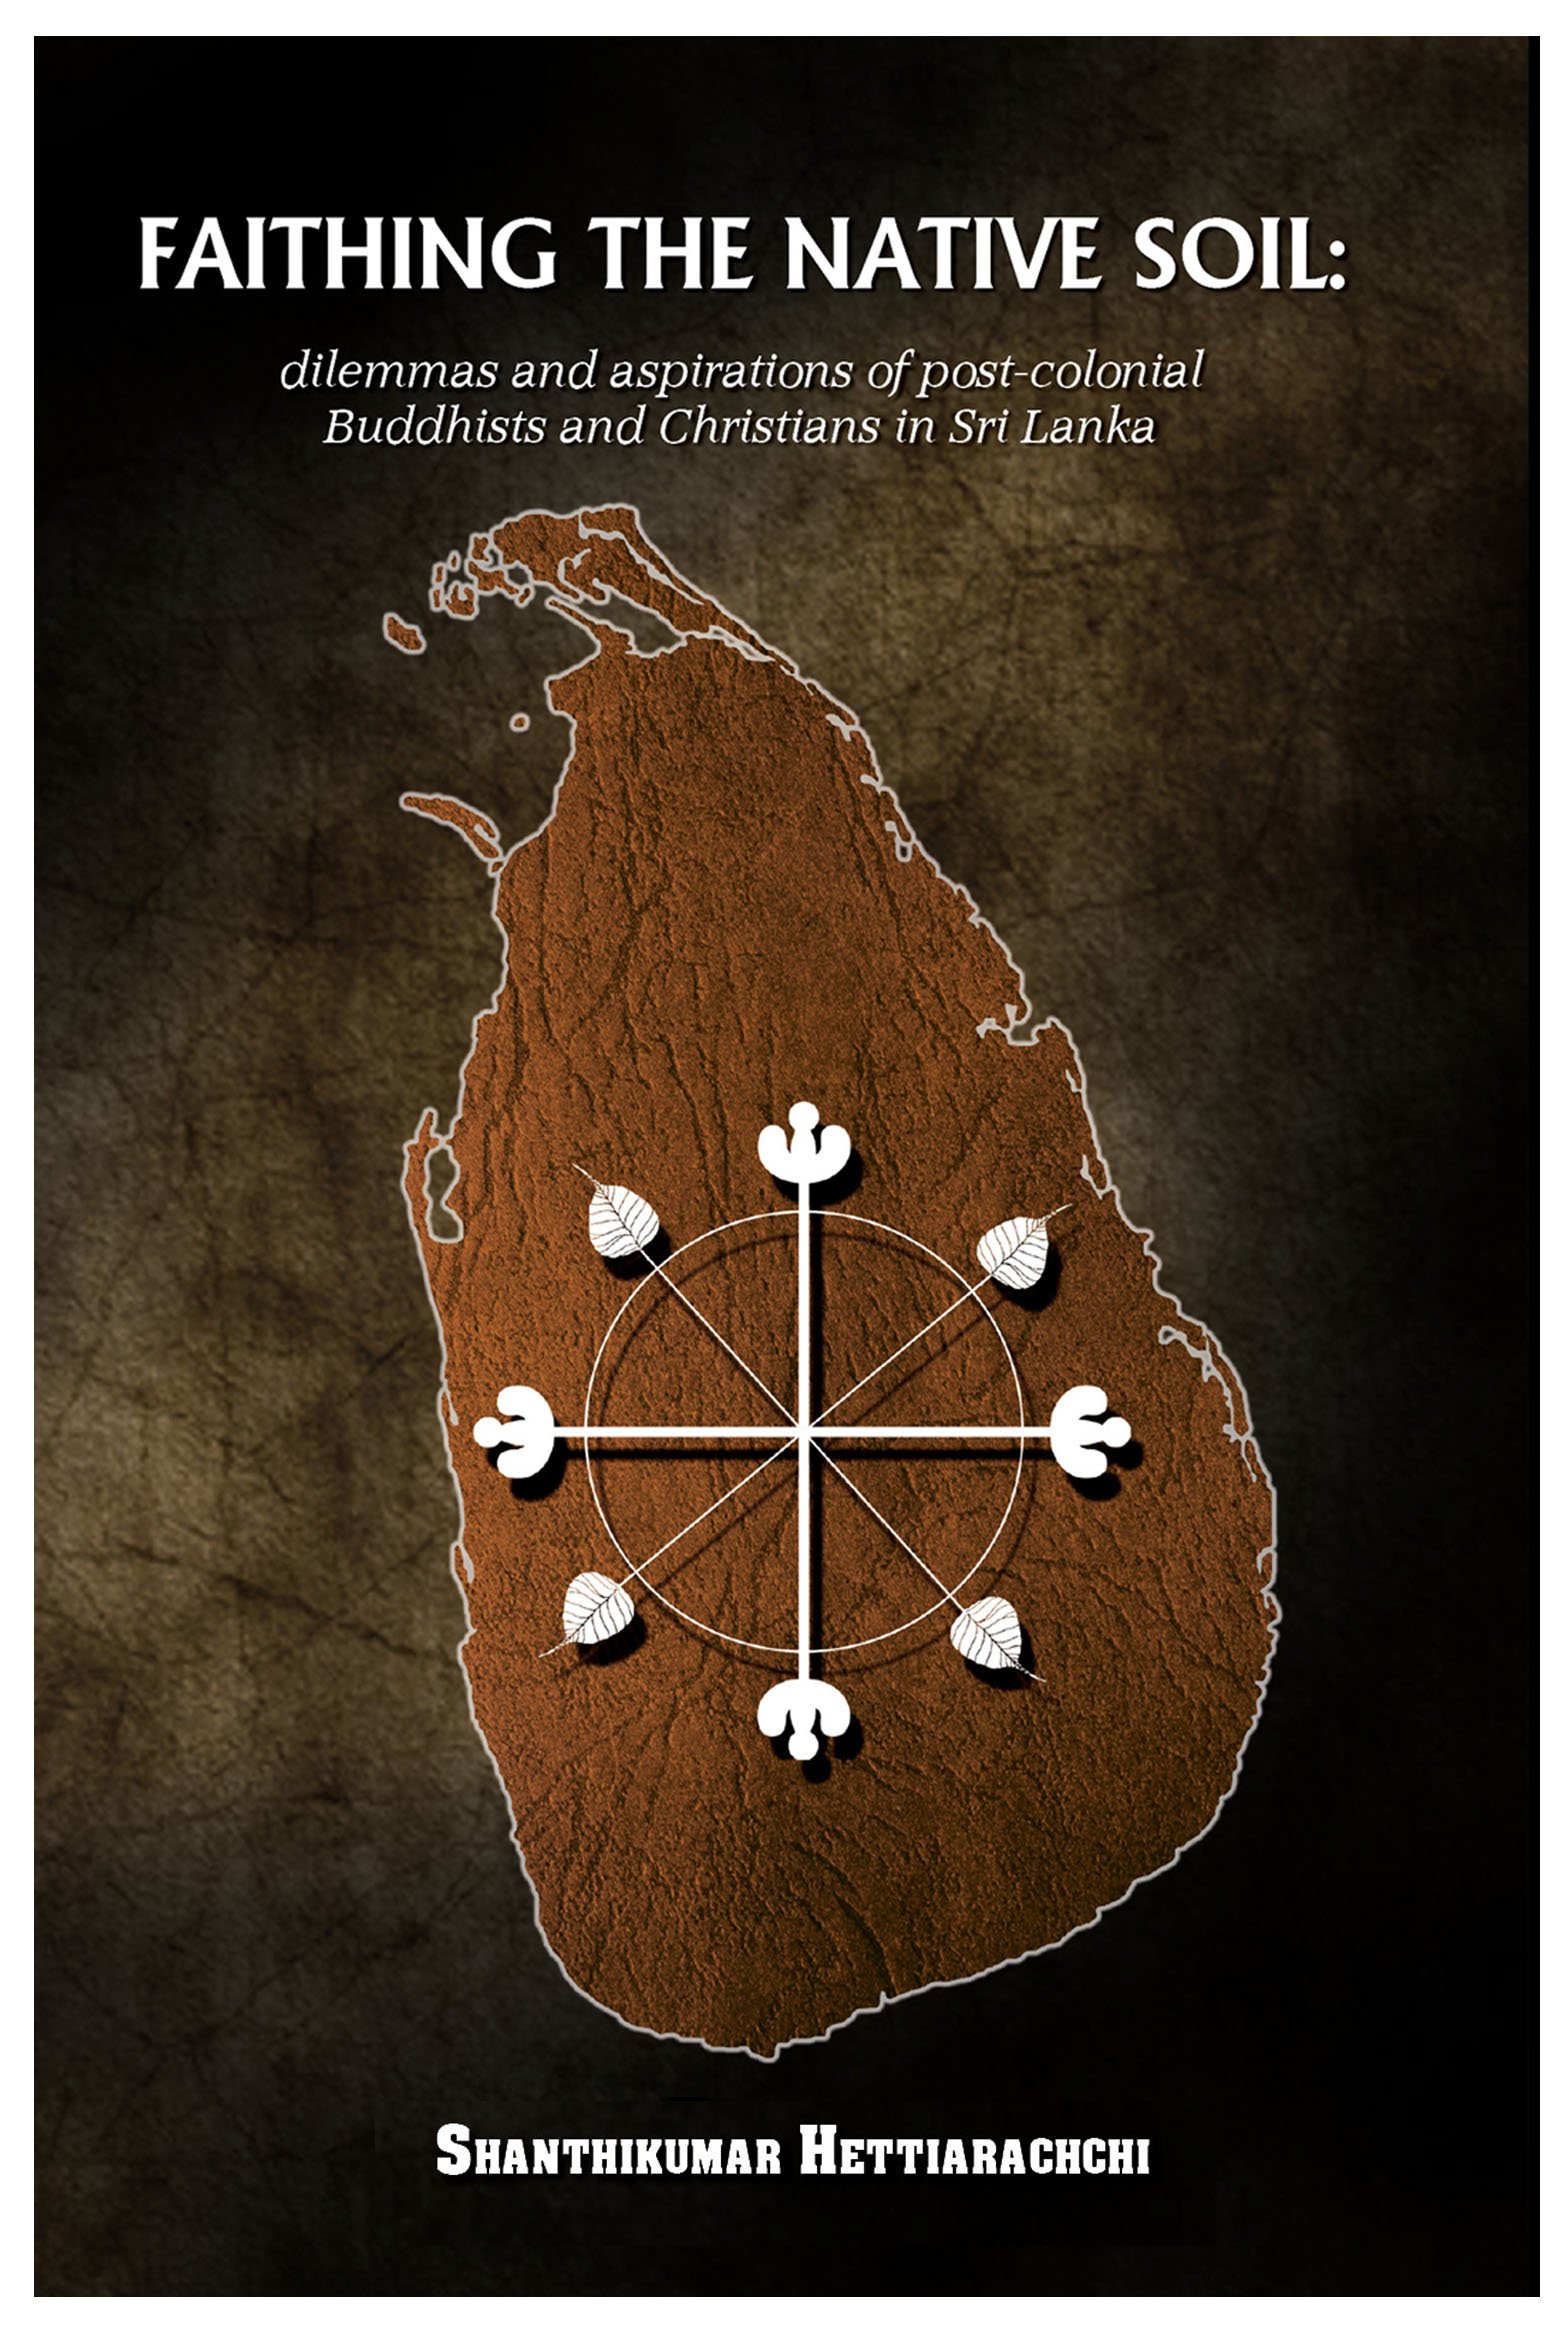 FAITHING THE NATIVE SOIL:
dilemmas and aspirations of post-colonial
Buddhists and Christians in Sri Lanka
SHANTHIKUMAR HETTIARACHCHI